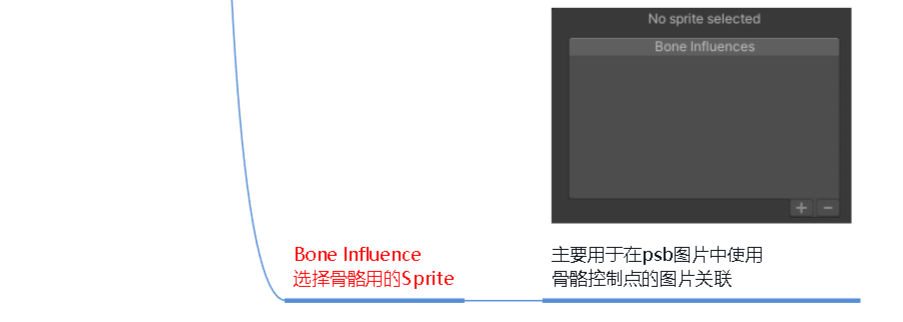 No sprite selected
Bone Influences
Bone Influence
选择骨骼用的Sprite
主要用于在psb图片中使用
骨骼控制点的图片关联